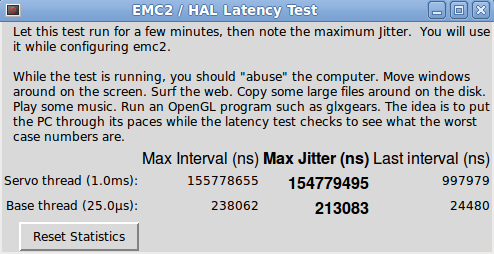 EMC2 / HAL Latency Test
Let this test run for a few minutes, then note the maximum Jitter.  You will use
it while configuring emc2.
While the test is running, you should "abuse" the computer. Move windows
around on the screen. Surf the web. Copy some large files around on the disk.
Play some music. Run an OpenGL program such as glxgears. The idea is to put
the PC through its paces while the latency test checks to see what the worst
case numbers are.
Max Interval (ns) Max Jitter (ns) Last interval (ns)
Servo thread (1.0ms): 155778655 154779495 997979
Base thread (25.0µs): 238062 213083 24480
Reset Statistics